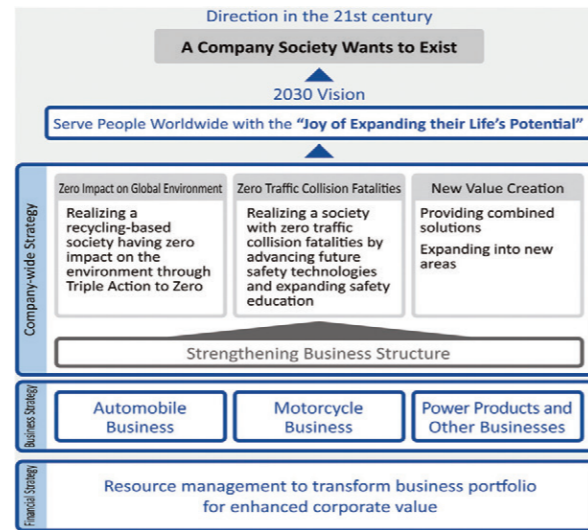 Direction in the 21st century
A Company Society Wants to Exist
2030 Vision
Serve People Worldwide with the “Joy of Expanding their Life’s Potential”
Company-wide Strategy
Zero Impact on Global Environment
Realizing a
recycling-based
society having zero
impact on the
environment through
Triple Action to Zero
Zero Traffic Collision Fatalities
Realizing a society
with zero traffic
collision fatalities by
advancing future
safety technologies
and expanding safety
education
New Value Creation
Providing combined
solutions
Expanding into new
areas
Strengthening Business Structure
Business Strategy
Automobile
Business
Motorcycle
Business
Power Products and
Other Businesses
Financial Strategy
Resource management to transform business portfolio
for enhanced corporate value